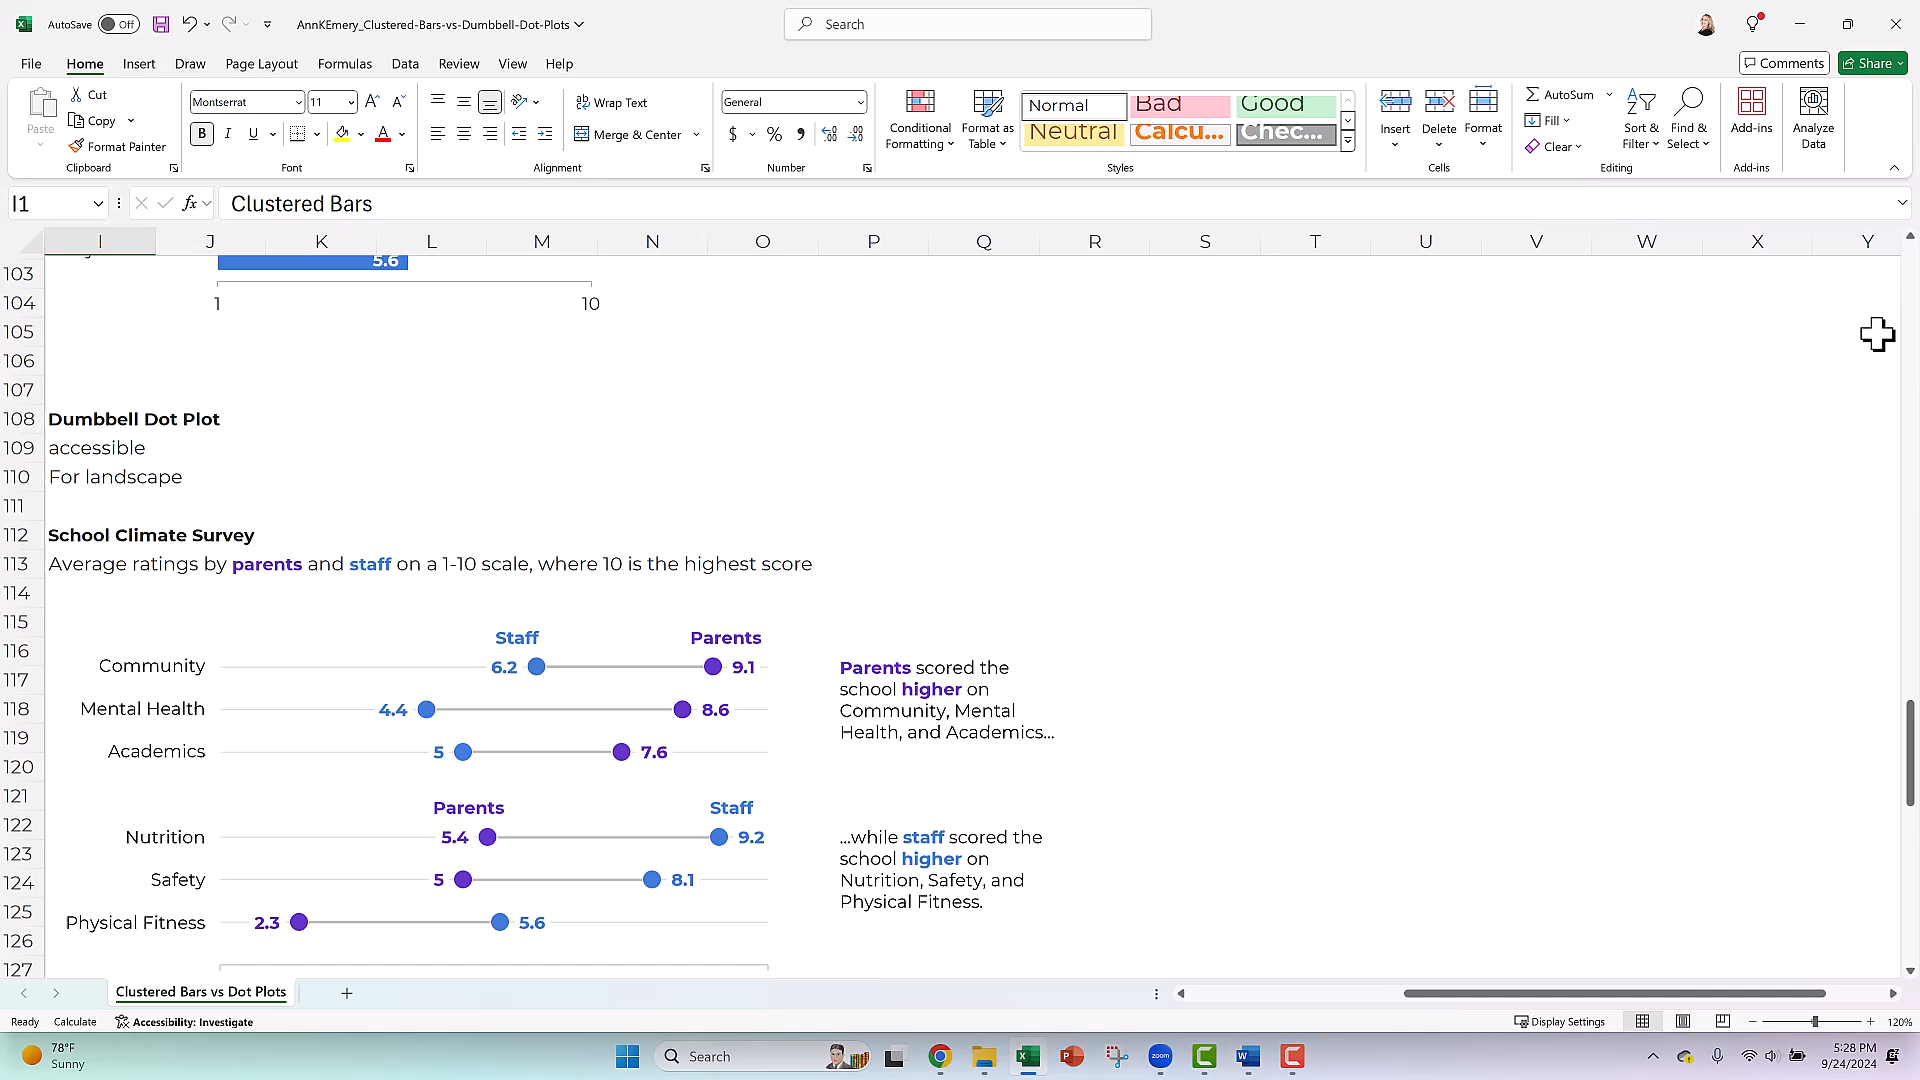 AutoSave Off AnnKEmery_Clustered-Bars-vs-Dumbbell-Dot-Plots Search
File Home Insert Draw Page Layout Formulas Data Review View Help Comments Share
Paste Cut Copy Format Painter Clipboard
Montserrat 11 B I U A Font
Wrap Text Merge & Center Alignment
General $ % , Number
Conditional Formatting Format as Table
Normal Bad Good
Neutral Calcu... Chec...
Styles
Insert Delete Format Cells
AutoSum Fill Clear Sort & Filter Find & Select Editing
Add-ins Add-ins
Analyze Data
I1 fx Clustered Bars
I J K L M N O P Q R S T U V W X Y
103 5.6
104 1 10
105
106
107
108 Dumbbell Dot Plot
109 accessible
110 For landscape
111
112 School Climate Survey
113 Average ratings by parents and staff on a 1-10 scale, where 10 is the highest score
114
115
116
117
118
119
120
121
122
123
124
125
126
127
Staff Parents
Community 6.2 9.1
Mental Health 4.4 8.6
Academics 5 7.6
Parents scored the
school higher on
Community, Mental
Health, and Academics...
Parents Staff
Nutrition 5.4 9.2
Safety 5 8.1
Physical Fitness 2.3 5.6
...while staff scored the
school higher on
Nutrition, Safety, and
Physical Fitness.
Clustered Bars vs Dot Plots
Ready Calculate Accessibility: Investigate Display Settings 120%
78°F
Sunny
Search
zoom
5:28 PM
9/24/2024